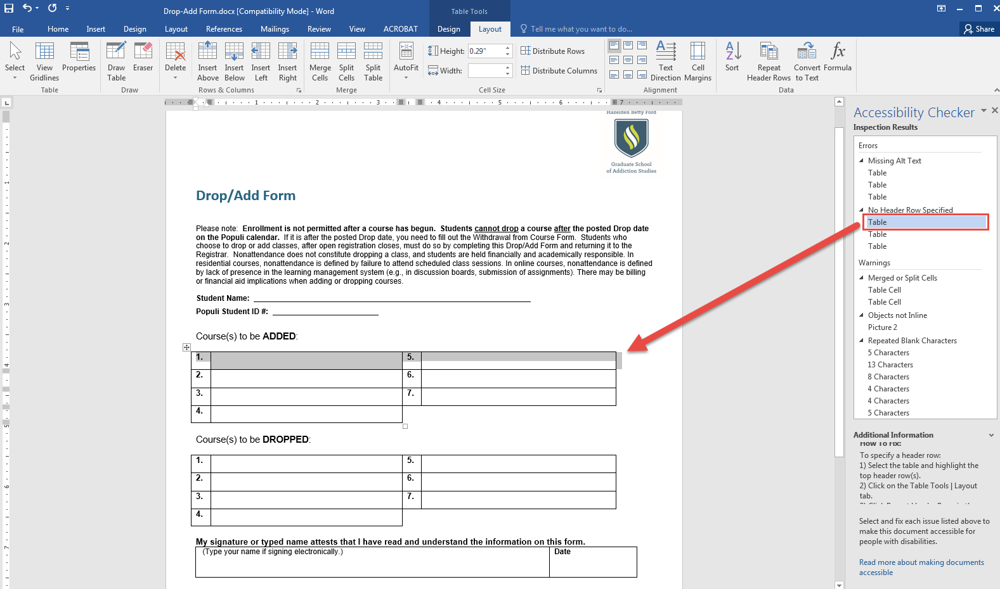 Drop-Add Form.docx [Compatibility Mode] - Word
Table Tools
File Home Insert Design Layout References Mailings Review View ACROBAT Design Layout Tell me what you want to do... Share
Select
View Gridlines
Properties
Table
Draw Table
Eraser
Draw
Delete
Insert Above
Insert Below
Insert Left
Insert Right
Rows & Columns
Merge Cells
Split Cells
Split Table
Merge
AutoFit
Height: 0.29"
Width:
Distribute Rows
Distribute Columns
Cell Size
Text Direction
Cell Margins
Alignment
Sort
Repeat Header Rows
Convert to Text
Formula
Data
L
1 2 3 4 5 6 7
1
2
3
4
5
6
7
Hazelden Betty Ford
Graduate School
of Addiction Studies
Drop/Add Form
Please note: Enrollment is not permitted after a course has begun. Students cannot drop a course after the posted Drop date
on the Populi calendar. If it is after the posted Drop date, you need to fill out the Withdrawal from Course Form. Students who
choose to drop or add classes, after open registration closes, must do so by completing this Drop/Add Form and returning it to the
Registrar. Nonattendance does not constitute dropping a class, and students are held financially and academically responsible. In
residential courses, nonattendance is defined by failure to attend scheduled class sessions. In online courses, nonattendance is defined
by lack of presence in the learning management system (e.g., in discussion boards, submission of assignments). There may be billing
or financial aid implications when adding or dropping courses.
Student Name:
Populi Student ID #:
Course(s) to be ADDED:
1. 5.
2. 6.
3. 7.
4.
Course(s) to be DROPPED:
1. 5.
2. 6.
3. 7.
4.
My signature or typed name attests that I have read and understand the information on this form.
(Type your name if signing electronically.) Date
Accessibility Checker
Inspection Results
Errors
Missing Alt Text
Table
Table
Table
No Header Row Specified
Table
Table
Table
Warnings
Merged or Split Cells
Table Cell
Table Cell
Objects not Inline
Picture 2
Repeated Blank Characters
5 Characters
13 Characters
8 Characters
4 Characters
4 Characters
5 Characters
Additional Information
How To Fix:
To specify a header row:
1) Select the table and highlight the
top header row(s).
2) Click on the Table Tools | Layout
tab.
Select and fix each issue listed above to
make this document accessible for
people with disabilities.
Read more about making documents
accessible